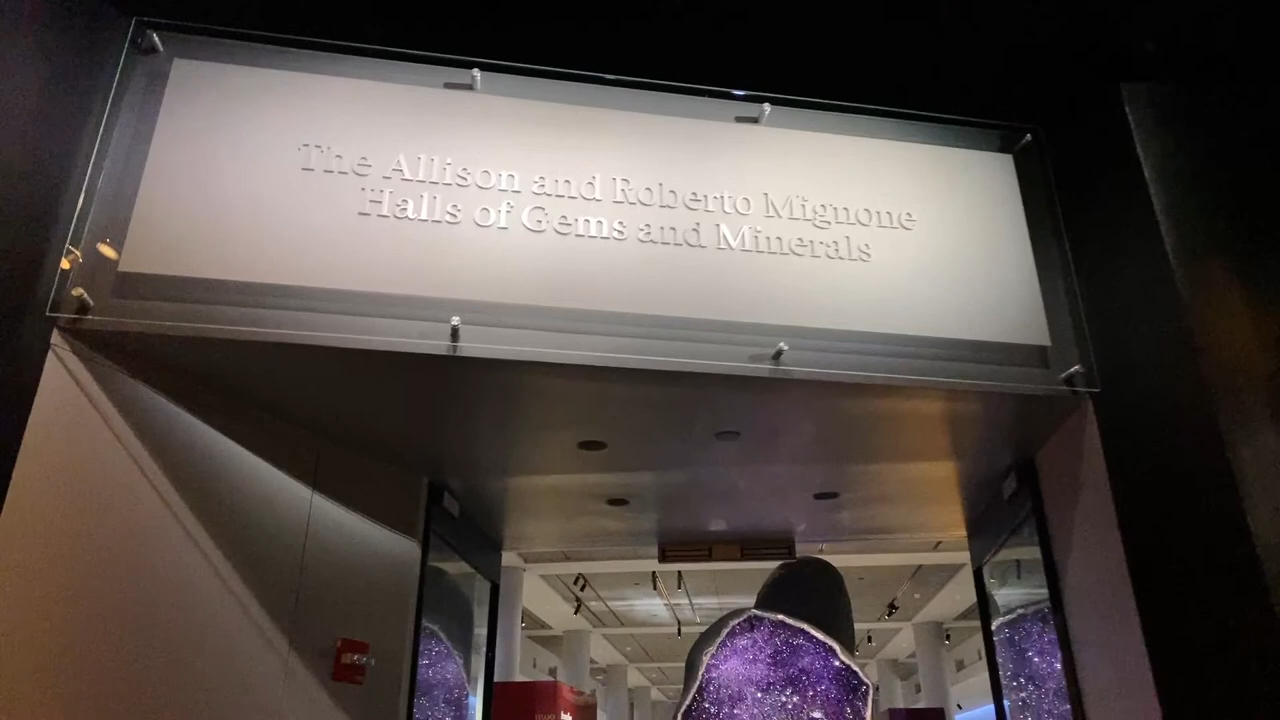 The Allison and Roberto Mignone
Halls of Gems and Minerals